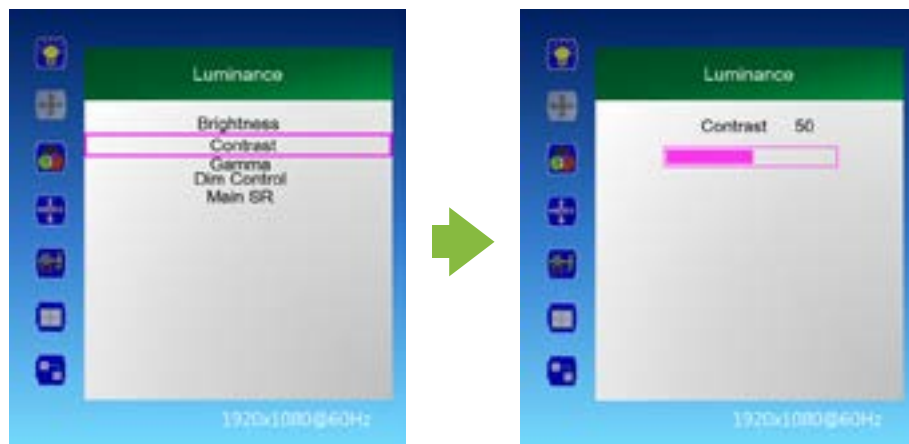 Luminance
Brightness
Contrast
Gamma
Dim Control
Main SR
1920x1080@60Hz
Luminance
Contrast 50
1920x1080@60Hz